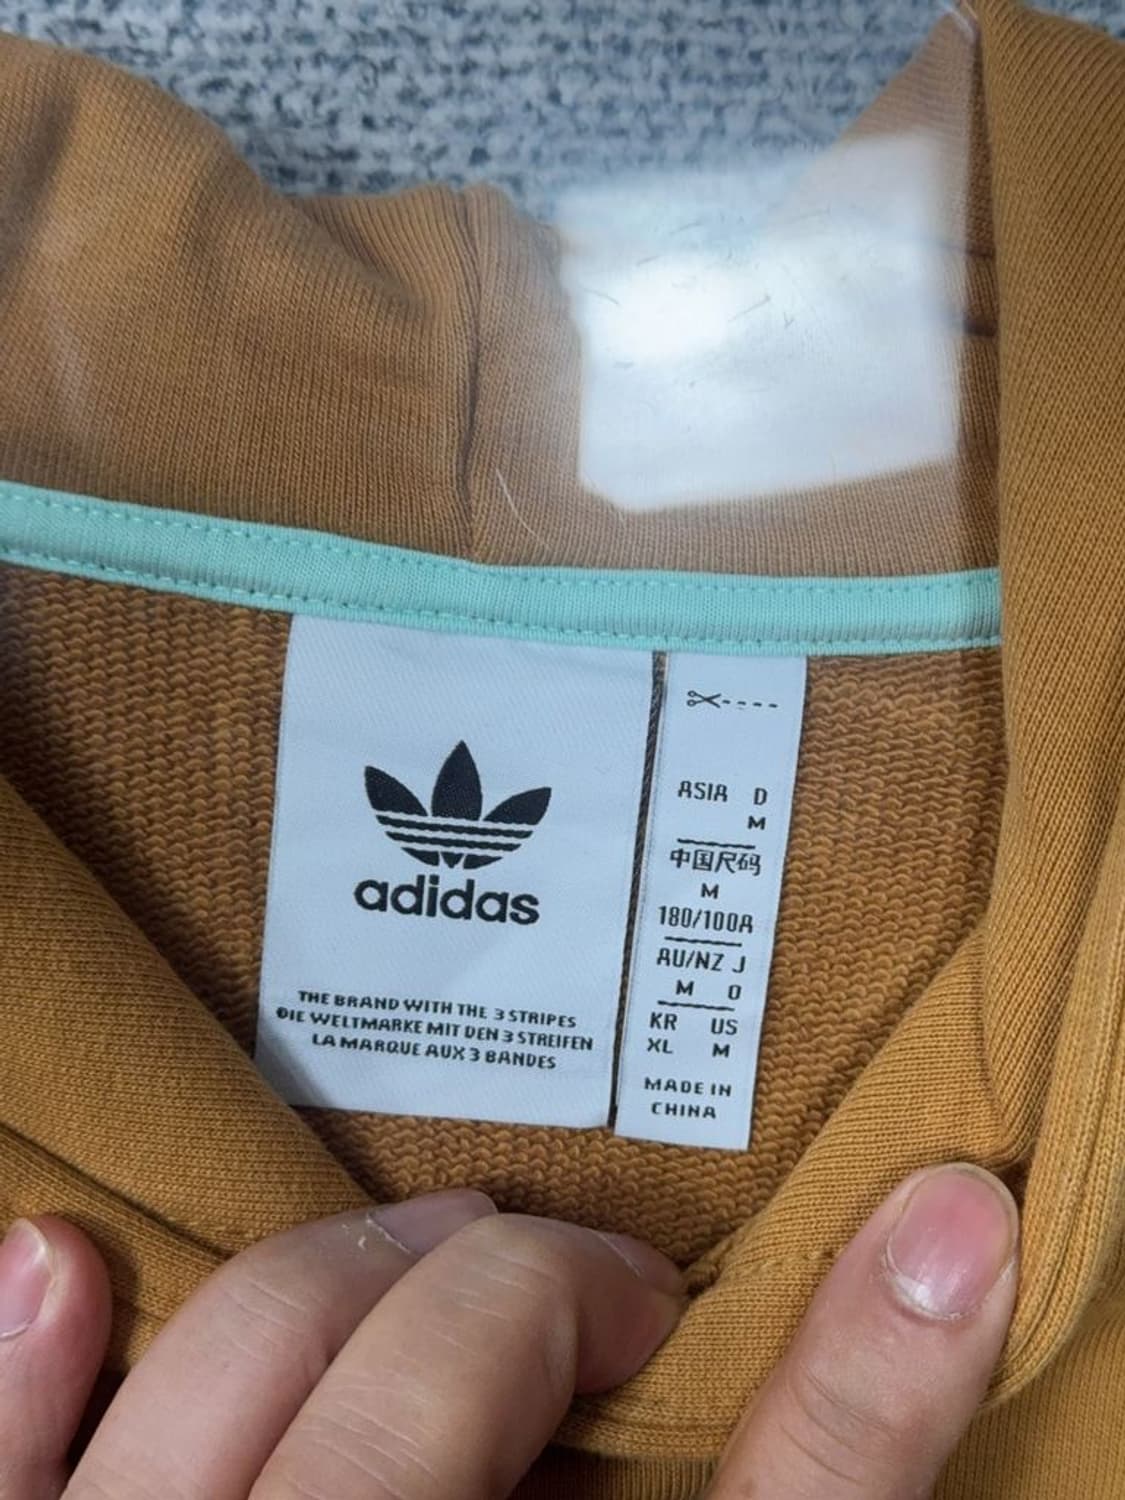 adidas
THE BRAND WITH THE 3 STRIPES
DIE WELTMARKE MIT DEN 3 STREIFEN
LA MARQUE AUX 3 BANDES
ASIA D
M
中国尺码
M
180/100A
AU/NZ J
M O
KR US
XL M
MADE IN
CHINA